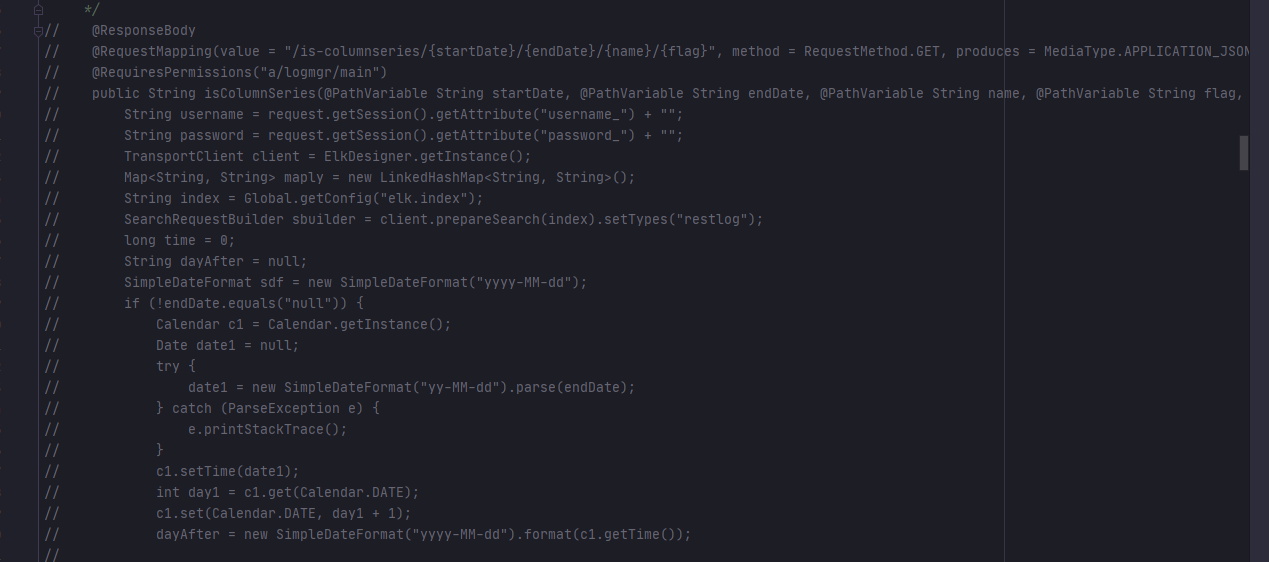 */
//    @ResponseBody
//    @RequestMapping(value = "/is-columnseries/{startDate}/{endDate}/{name}/{flag}", method = RequestMethod.GET, produces = MediaType.APPLICATION_JSON
//    @RequiresPermissions("a/logmgr/main")
//    public String isColumnSeries(@PathVariable String startDate, @PathVariable String endDate, @PathVariable String name, @PathVariable String flag,
//        String username = request.getSession().getAttribute("username_") + "";
//        String password = request.getSession().getAttribute("password_") + "";
//        TransportClient client = ElkDesigner.getInstance();
//        Map<String, String> maply = new LinkedHashMap<String, String>();
//        String index = Global.getConfig("elk.index");
//        SearchRequestBuilder sbuilder = client.prepareSearch(index).setTypes("restlog");
//        long time = 0;
//        String dayAfter = null;
//        SimpleDateFormat sdf = new SimpleDateFormat("yyyy-MM-dd");
//        if (!endDate.equals("null")) {
//            Calendar c1 = Calendar.getInstance();
//            Date date1 = null;
//            try {
//                date1 = new SimpleDateFormat("yy-MM-dd").parse(endDate);
//            } catch (ParseException e) {
//                e.printStackTrace();
//            }
//            c1.setTime(date1);
//            int day1 = c1.get(Calendar.DATE);
//            c1.set(Calendar.DATE, day1 + 1);
//            dayAfter = new SimpleDateFormat("yyyy-MM-dd").format(c1.getTime());
//